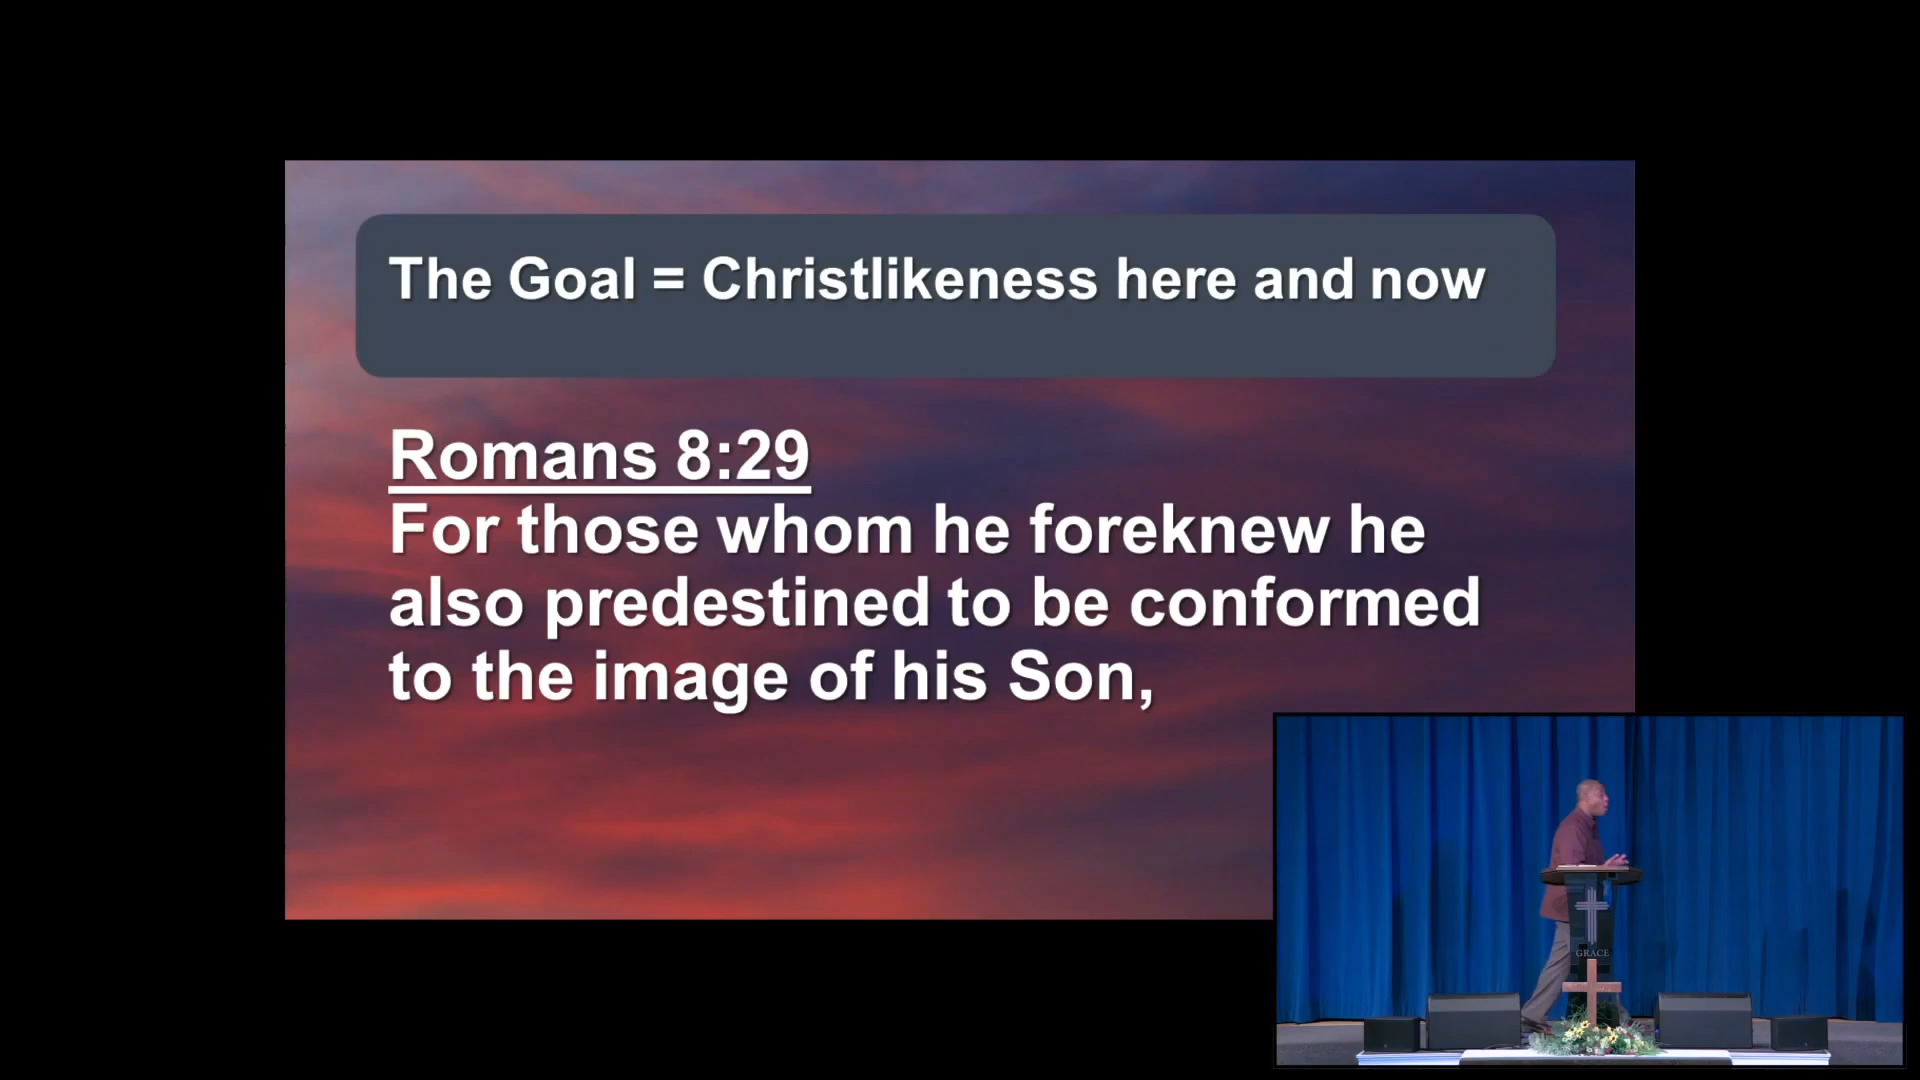 The Goal = Christlikeness here and now
Romans 8:29
For those whom he foreknew he
also predestined to be conformed
to the image of his Son,
GRACE